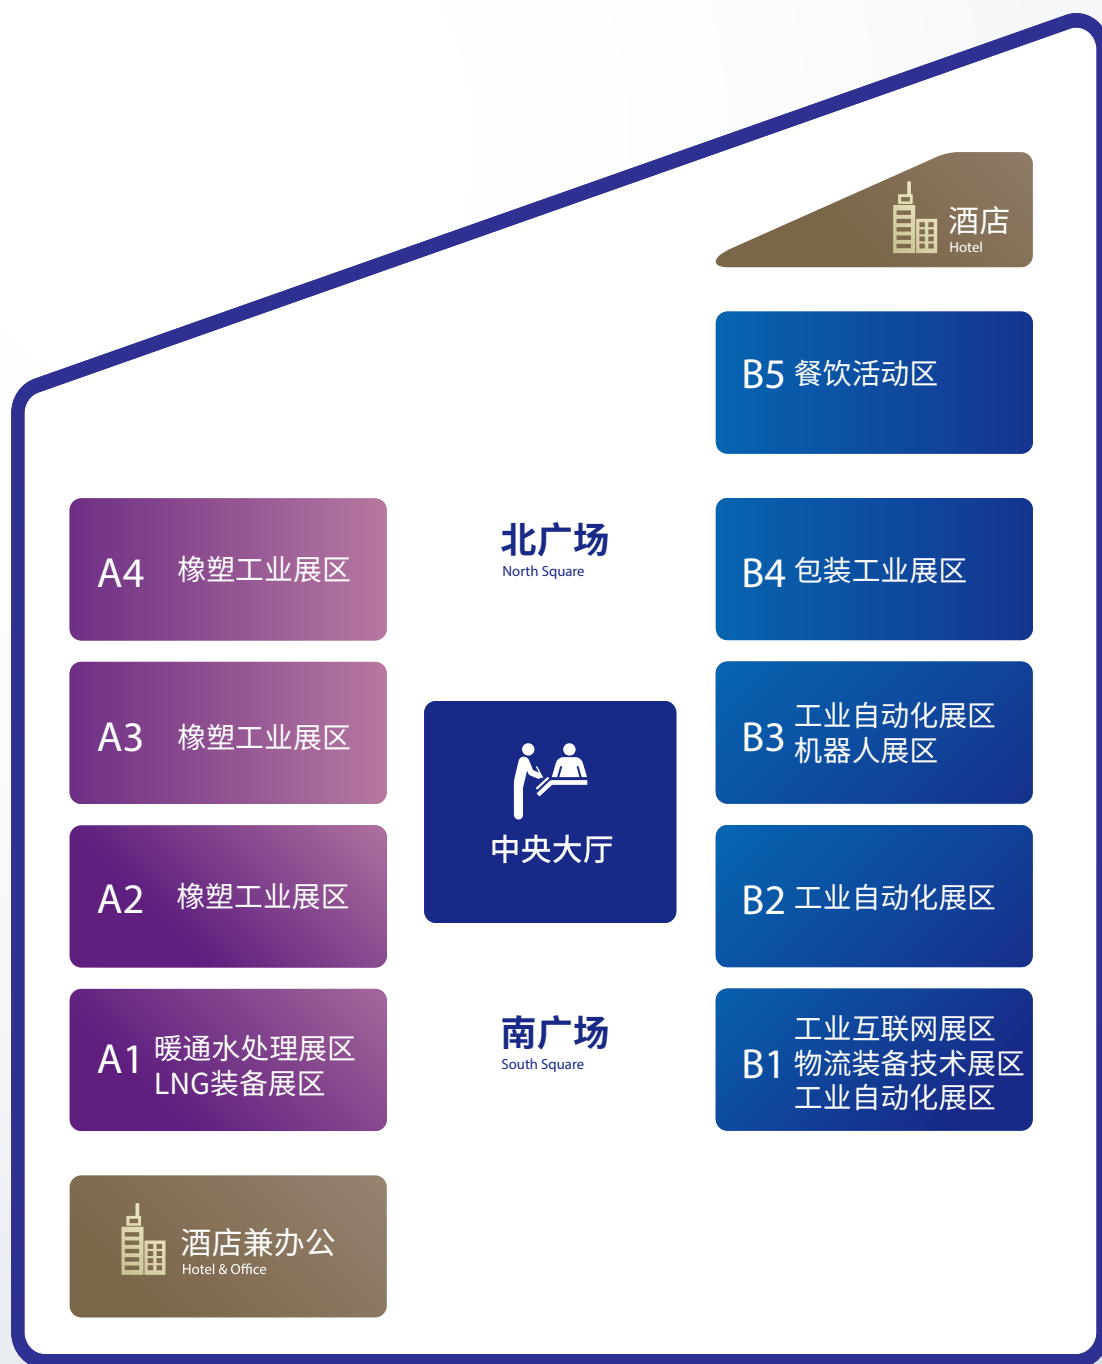 酒店
Hotel
B5 餐饮活动区
A4 橡塑工业展区
北广场
North Square
B4 包装工业展区
A3 橡塑工业展区
B3 工业自动化展区
机器人展区
中央大厅
A2 橡塑工业展区
B2 工业自动化展区
A1 暖通水处理展区
LNG装备展区
南广场
South Square
B1 工业互联网展区
物流装备技术展区
工业自动化展区
酒店兼办公
Hotel & Office